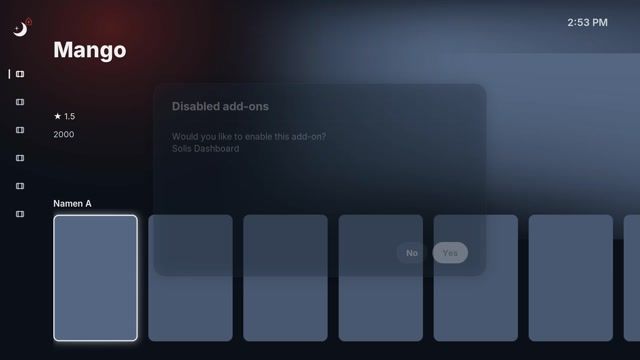 2:53 PM
Mango
★ 1.5
2000
Disabled add-ons
Would you like to enable this add-on?
Solis Dashboard
Namen A
No
Yes